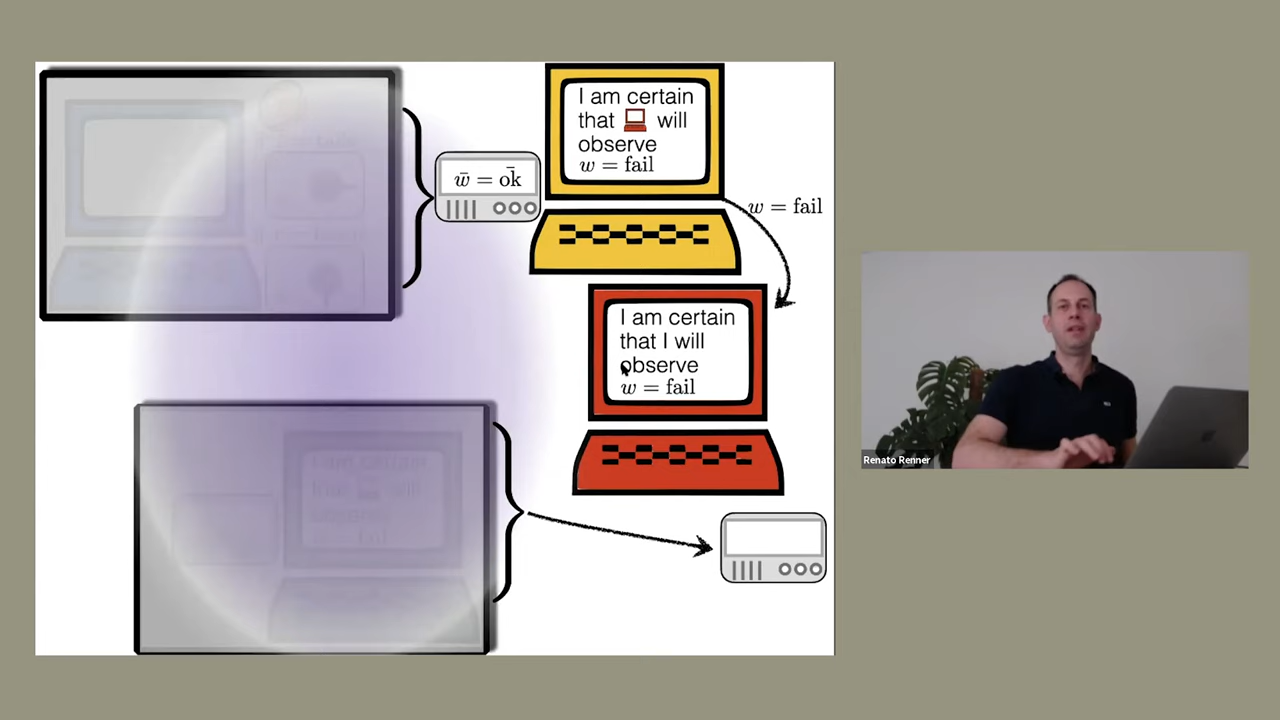 I am certain
that will
observe
w = fail
w̄ = ok̄
w = fail
I am certain
that I will
observe
w = fail
Renato Renner